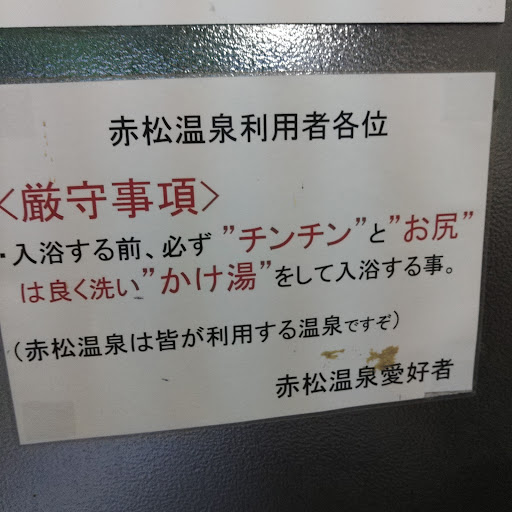 赤松温泉利用者各位
<厳守事項>
・入浴する前、必ず ”チンチン”と”お尻”
は良く洗い”かけ湯”をして入浴する事。
(赤松温泉は皆が利用する温泉ですぞ)
赤松温泉愛好者